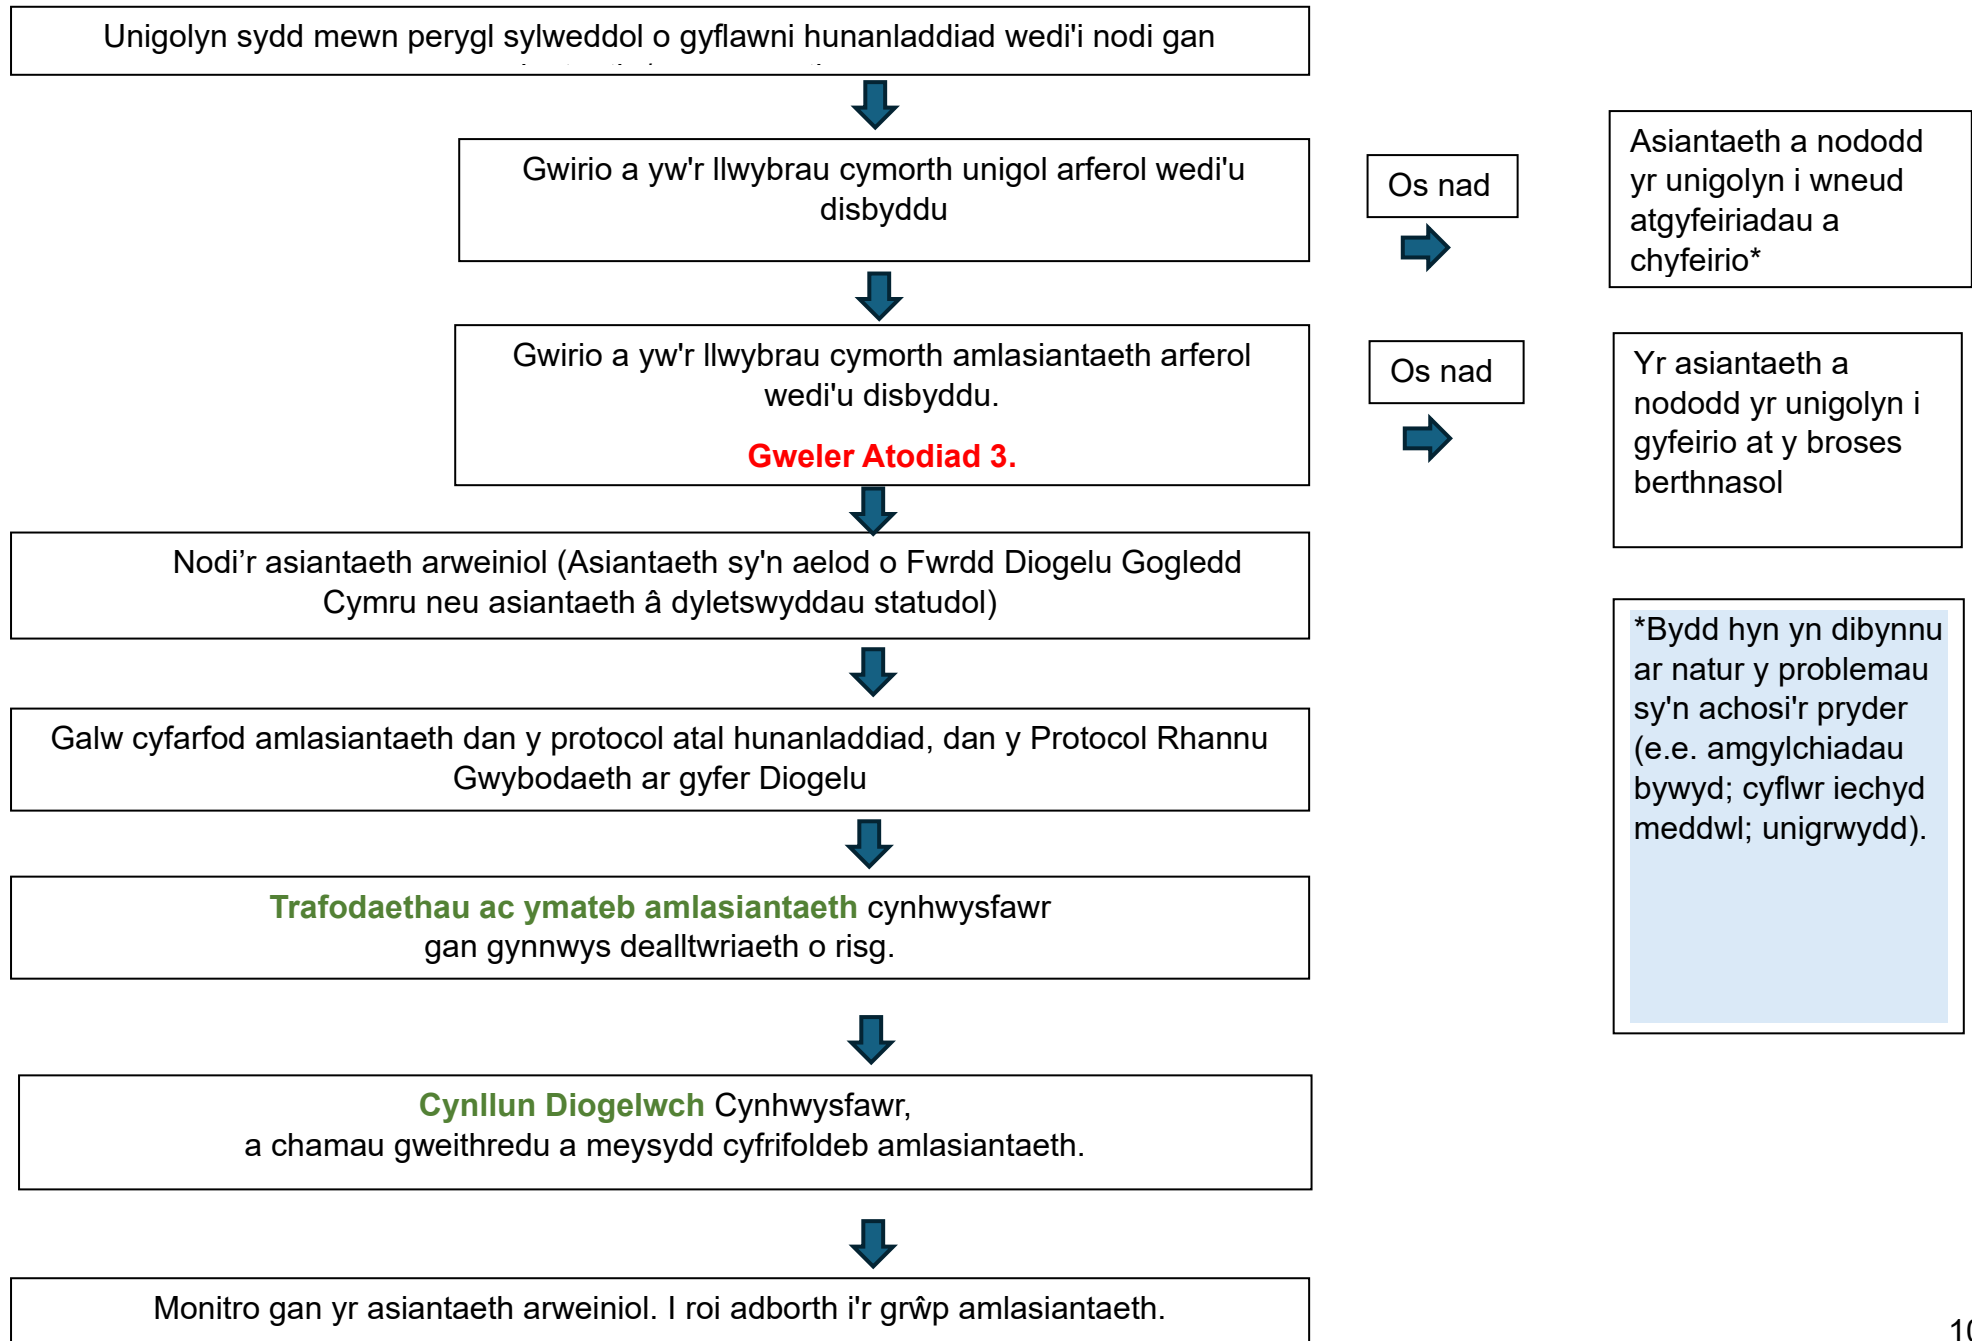 Unigolyn sydd mewn perygl sylweddol o gyflawni hunanladdiad wedi'i nodi gan
Gwirio a yw'r llwybrau cymorth unigol arferol wedi'u
disbyddu
Os nad
Asiantaeth a nododd
yr unigolyn i wneud
atgyfeiriadau a
chyfeirio*
Gwirio a yw'r llwybrau cymorth amlasiantaeth arferol
wedi'u disbyddu.
Gweler Atodiad 3.
Os nad
Yr asiantaeth a
nododd yr unigolyn i
gyfeirio at y broses
berthnasol
Nodi’r asiantaeth arweiniol (Asiantaeth sy'n aelod o Fwrdd Diogelu Gogledd
Cymru neu asiantaeth â dyletswyddau statudol)
*Bydd hyn yn dibynnu
ar natur y problemau
sy'n achosi'r pryder
(e.e. amgylchiadau
bywyd; cyflwr iechyd
meddwl; unigrwydd).
Galw cyfarfod amlasiantaeth dan y protocol atal hunanladdiad, dan y Protocol Rhannu
Gwybodaeth ar gyfer Diogelu
Trafodaethau ac ymateb amlasiantaeth cynhwysfawr
gan gynnwys dealltwriaeth o risg.
Cynllun Diogelwch Cynhwysfawr,
a chamau gweithredu a meysydd cyfrifoldeb amlasiantaeth.
Monitro gan yr asiantaeth arweiniol. I roi adborth i'r grŵp amlasiantaeth.